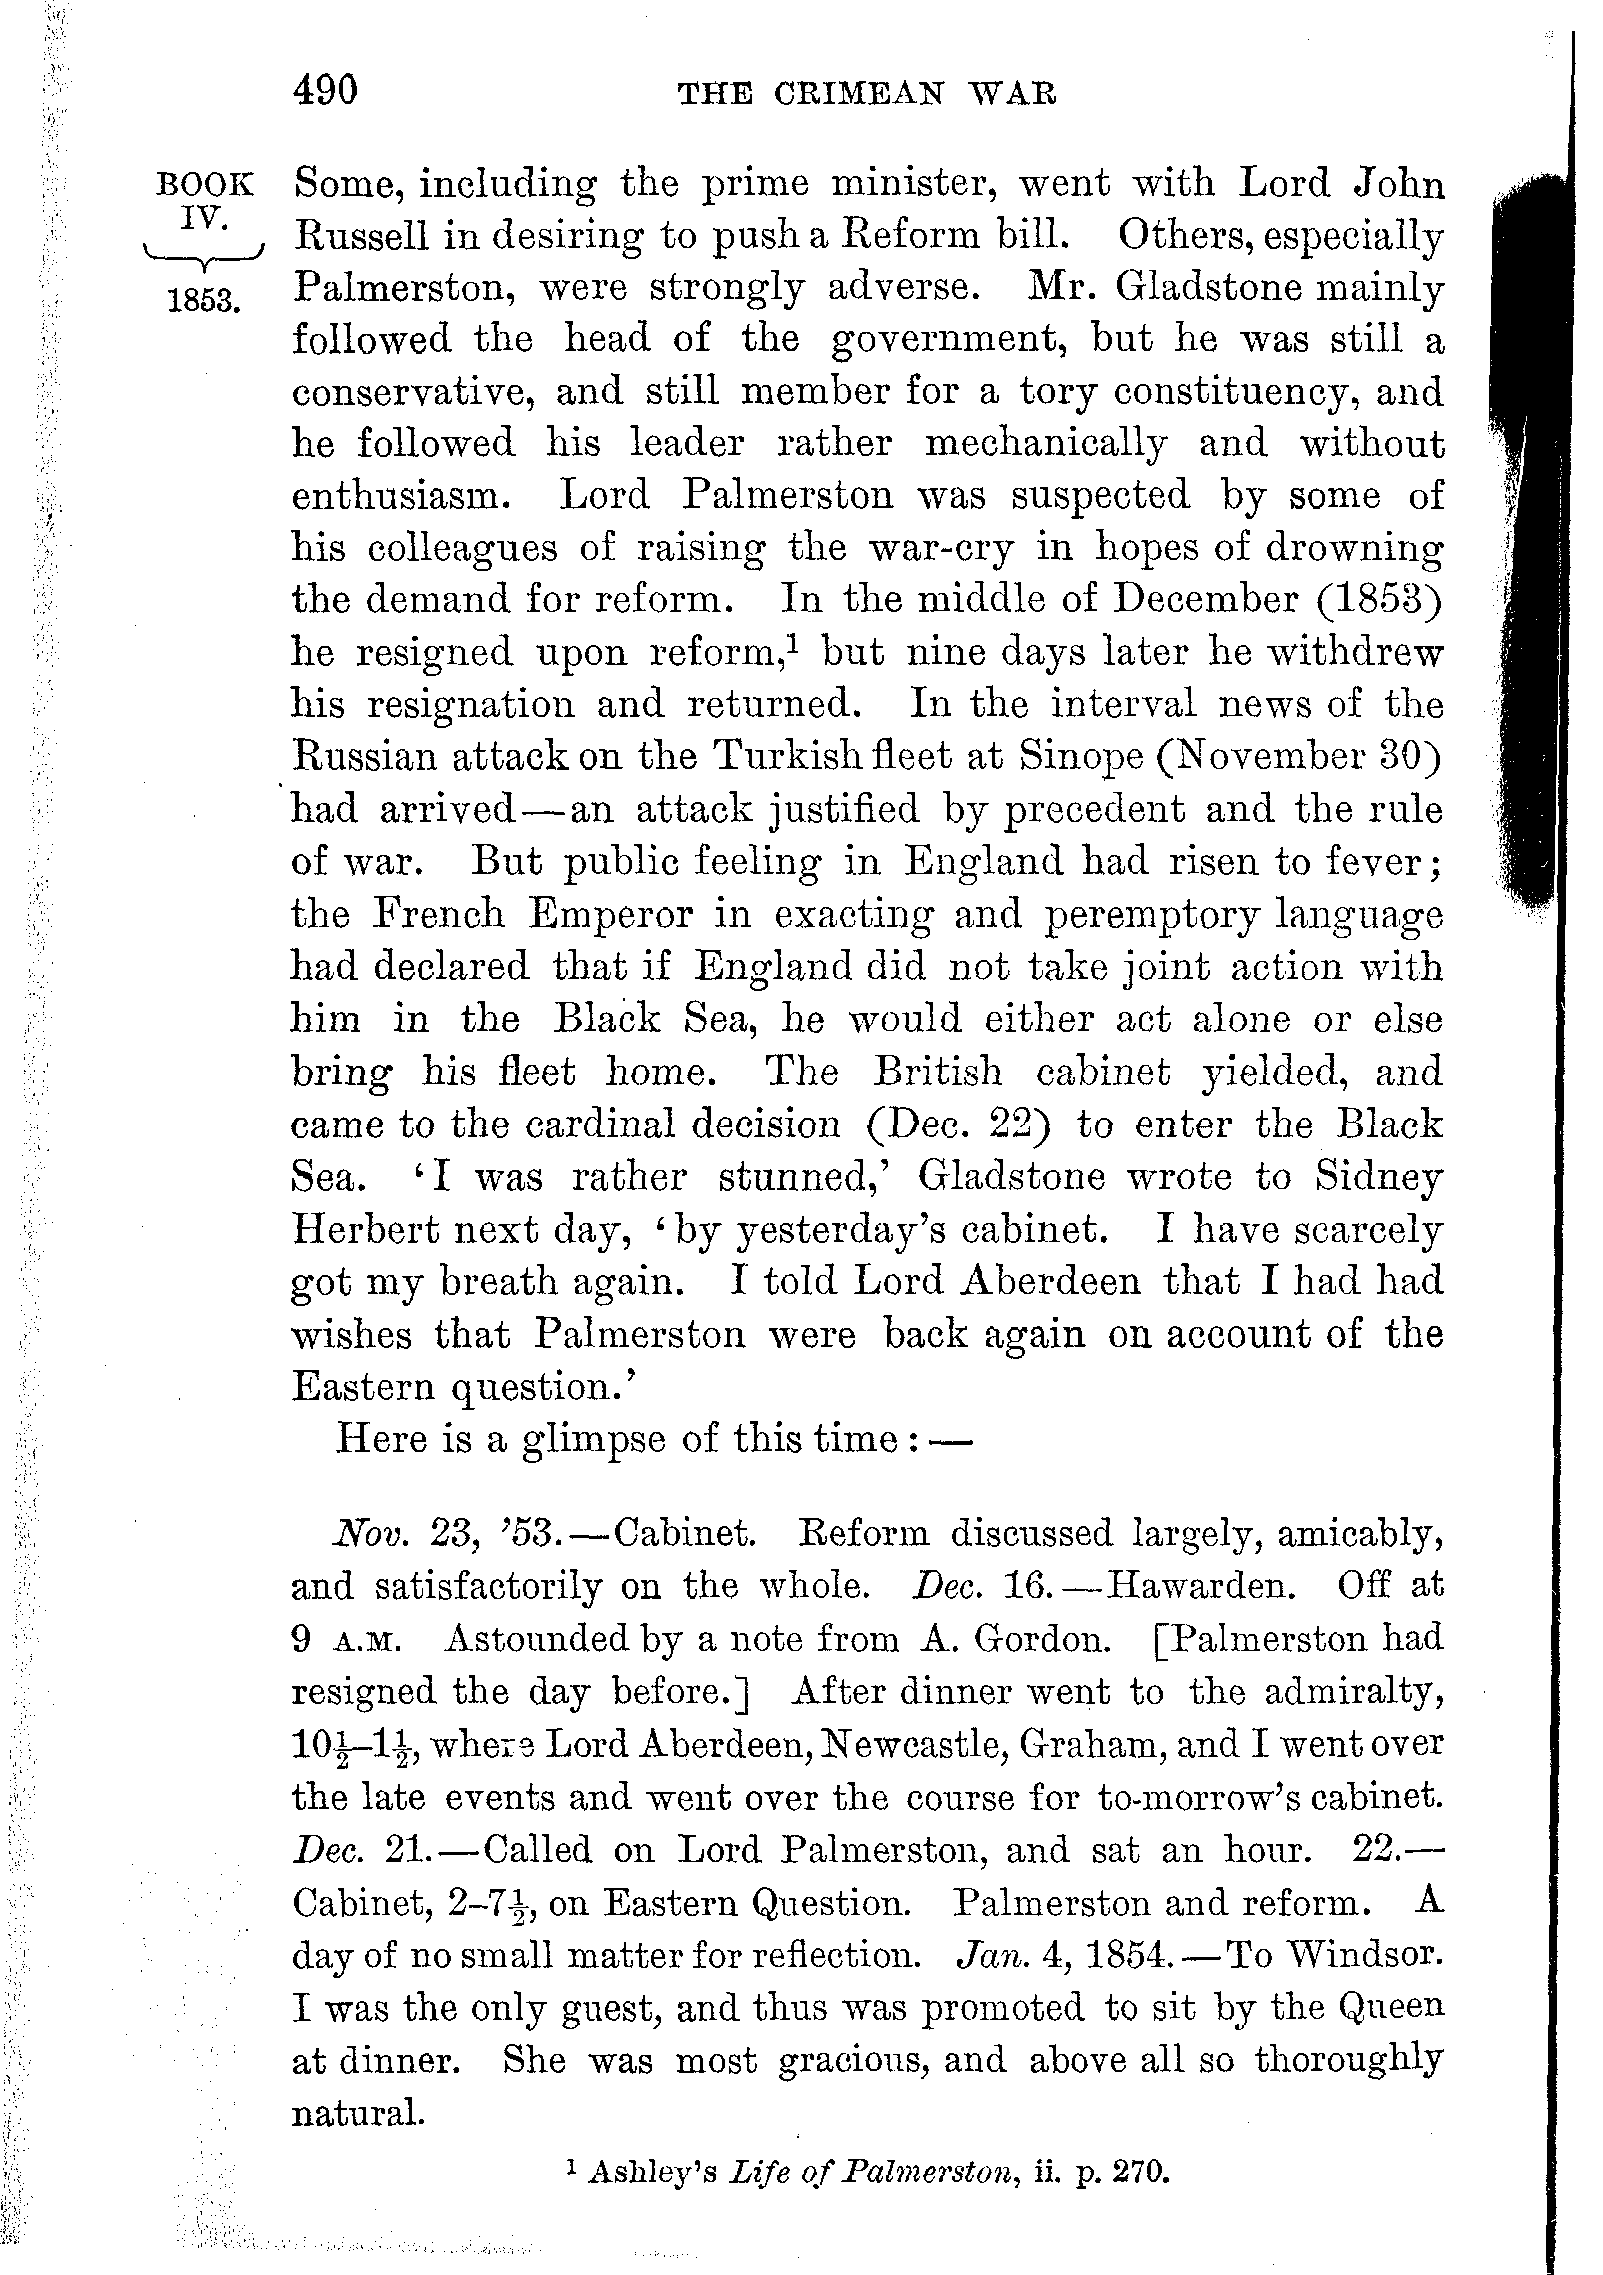 490 THE CRIMEAN WAR
BOOK
IV.
1853.
Some, including the prime minister, went with Lord John
Russell in desiring to push a Reform bill. Others, especially
Palmerston, were strongly adverse. Mr. Gladstone mainly
followed the head of the government, but he was still a
conservative, and still member for a tory constituency, and
he followed his leader rather mechanically and without
enthusiasm. Lord Palmerston was suspected by some of
his colleagues of raising the war-cry in hopes of drowning
the demand for reform. In the middle of December (1853)
he resigned upon reform,¹ but nine days later he withdrew
his resignation and returned. In the interval news of the
Russian attack on the Turkish fleet at Sinope (November 30)
had arrived—an attack justified by precedent and the rule
of war. But public feeling in England had risen to fever;
the French Emperor in exacting and peremptory language
had declared that if England did not take joint action with
him in the Black Sea, he would either act alone or else
bring his fleet home. The British cabinet yielded, and
came to the cardinal decision (Dec. 22) to enter the Black
Sea. ‘I was rather stunned,’ Gladstone wrote to Sidney
Herbert next day, ‘by yesterday’s cabinet. I have scarcely
got my breath again. I told Lord Aberdeen that I had had
wishes that Palmerston were back again on account of the
Eastern question.’
Here is a glimpse of this time:—
Nov. 23, ’53.—Cabinet. Reform discussed largely, amicably,
and satisfactorily on the whole. Dec. 16.—Hawarden. Off at
9 A.M. Astounded by a note from A. Gordon. [Palmerston had
resigned the day before.] After dinner went to the admiralty,
10½–1½, where Lord Aberdeen, Newcastle, Graham, and I went over
the late events and went over the course for to-morrow’s cabinet.
Dec. 21.—Called on Lord Palmerston, and sat an hour. 22.—
Cabinet, 2–7½, on Eastern Question. Palmerston and reform. A
day of no small matter for reflection. Jan. 4, 1854.—To Windsor.
I was the only guest, and thus was promoted to sit by the Queen
at dinner. She was most gracious, and above all so thoroughly
natural.
¹ Ashley’s Life of Palmerston, ii. p. 270.